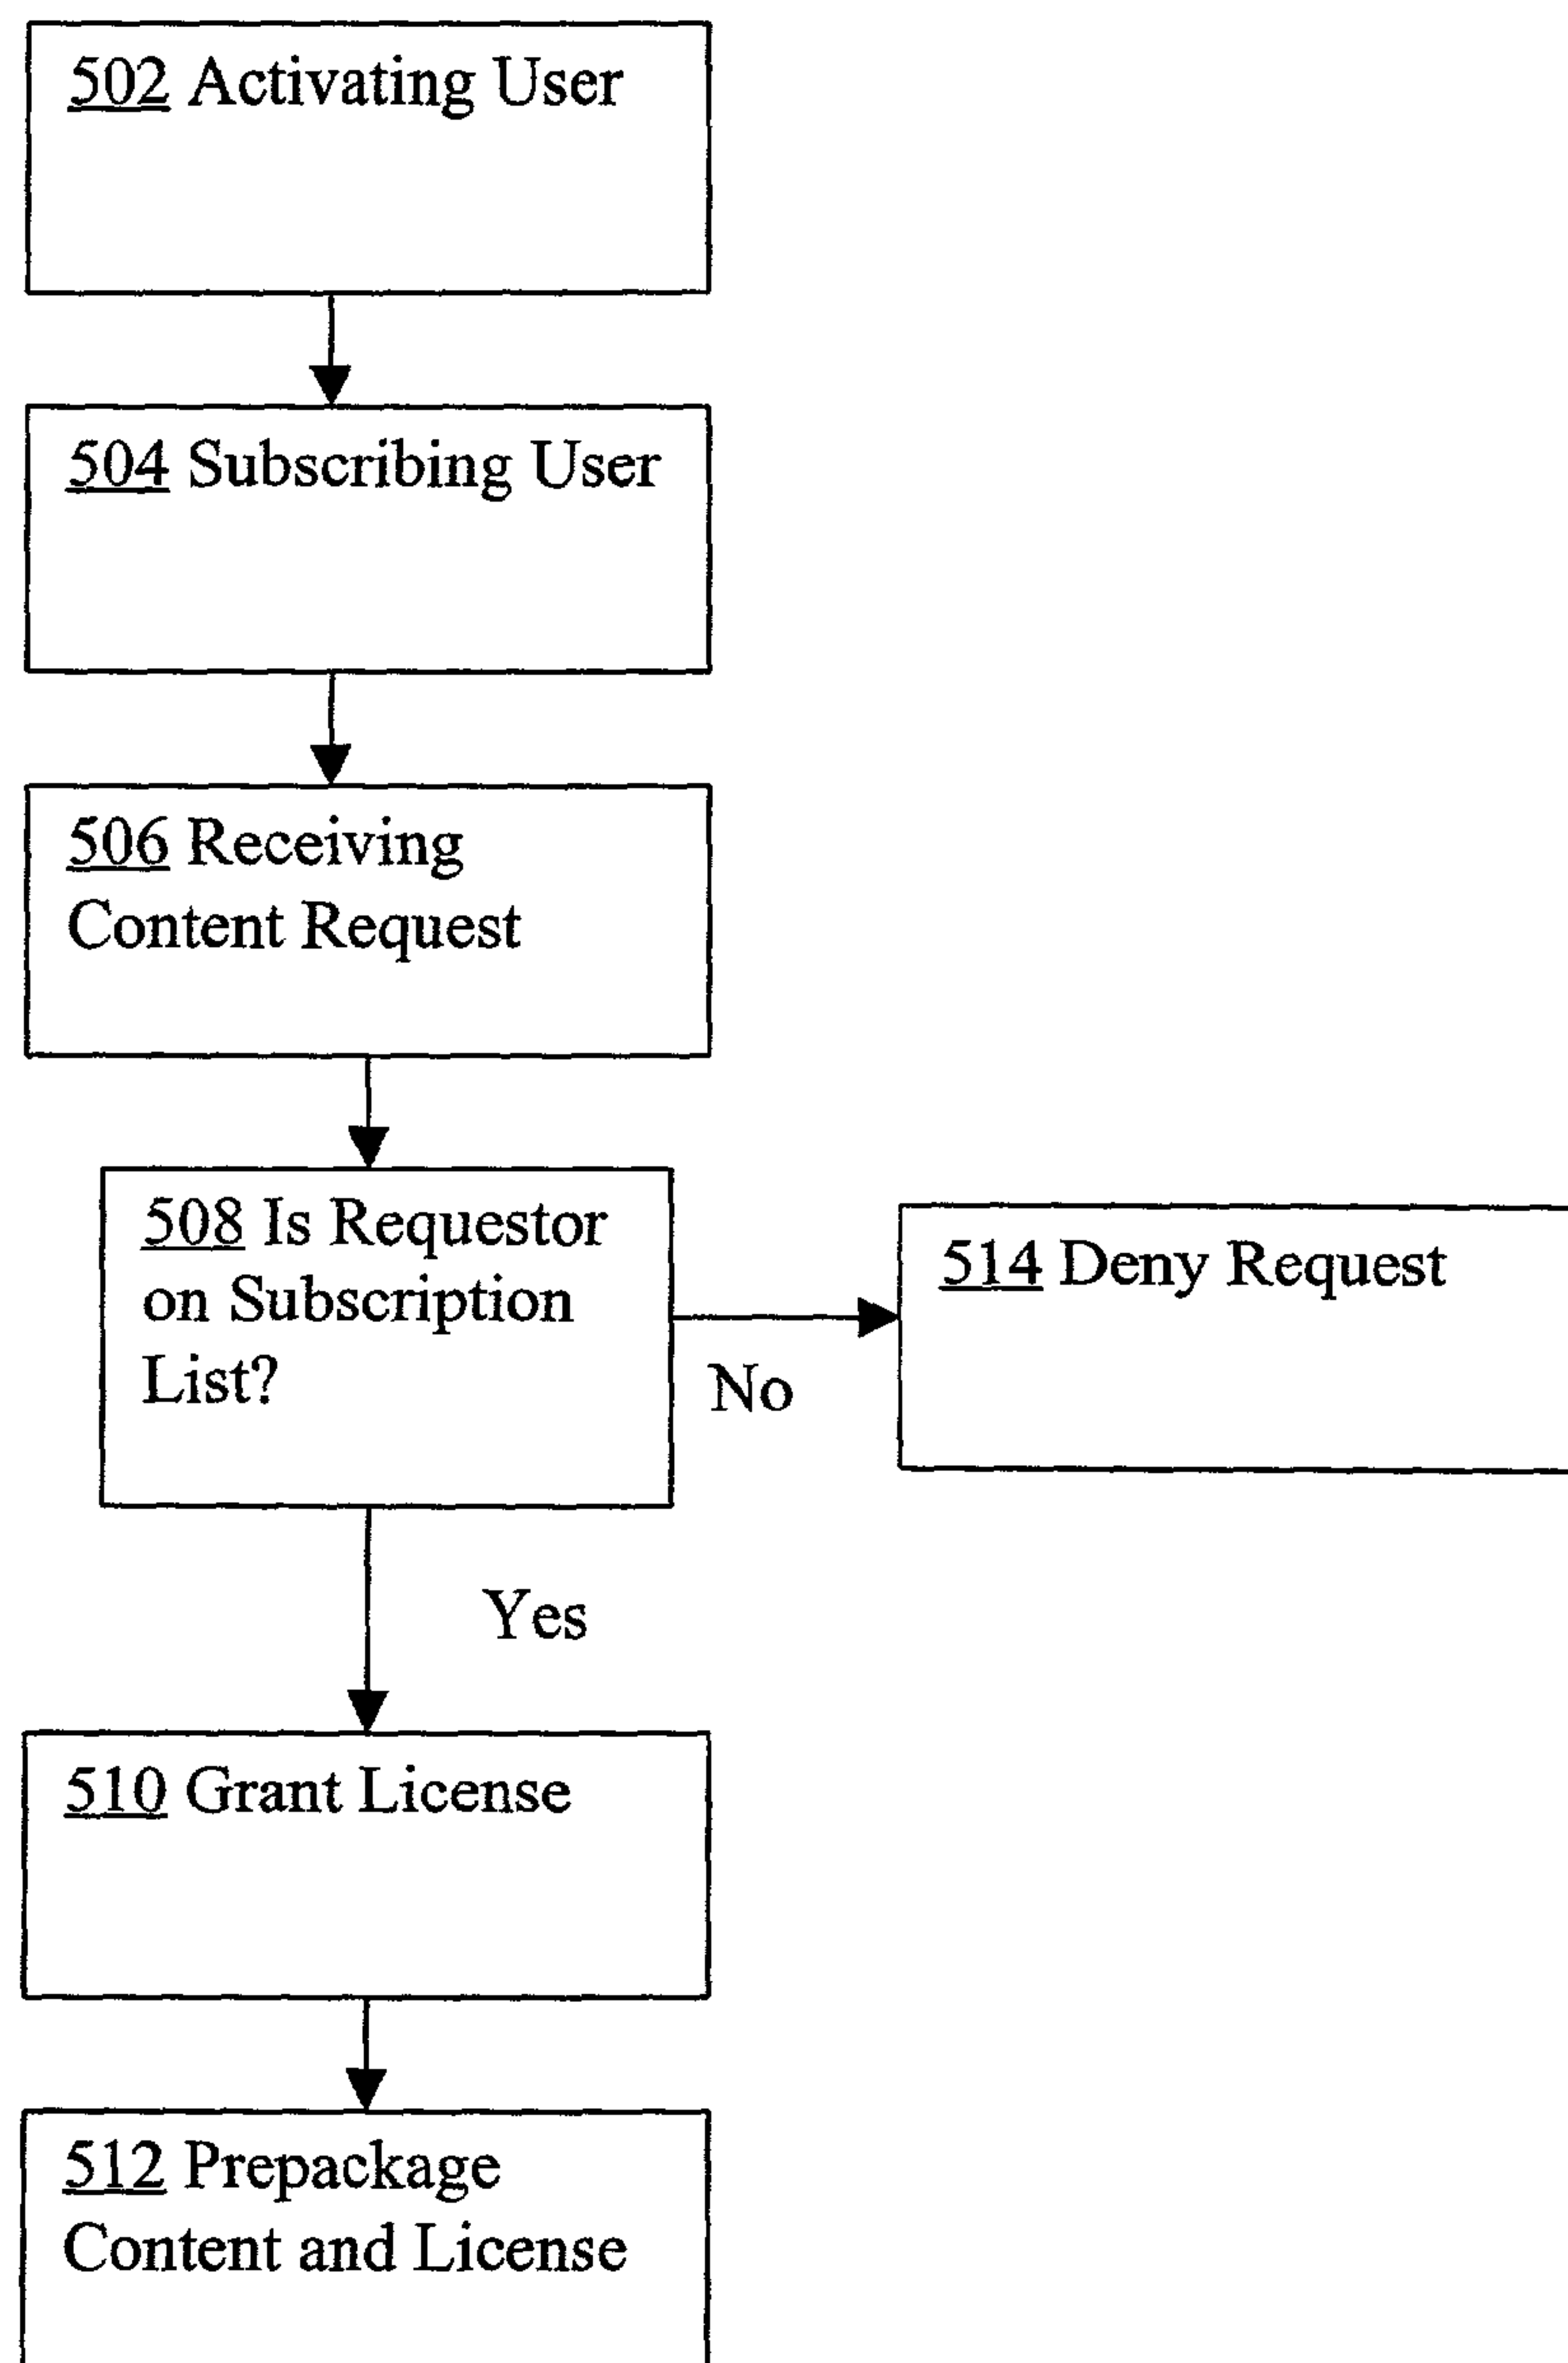 502 Activating User
504 Subscribing User
506 Receiving
Content Request
508 Is Requestor
on Subscription
List?
514 Deny Request
No
Yes
510 Grant License
512 Prepackage
Content and License